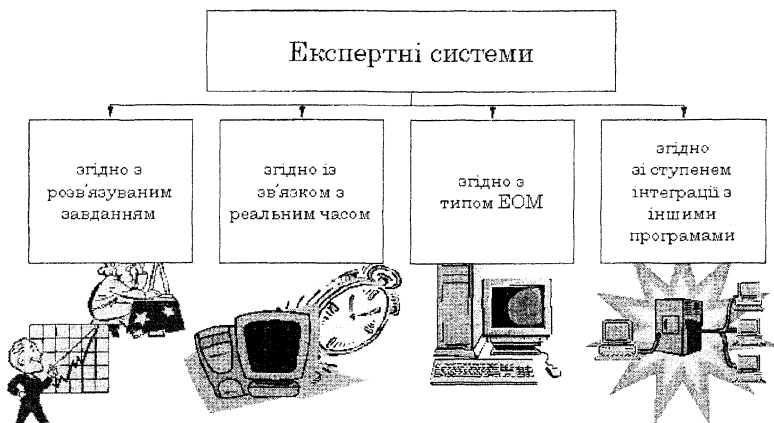 Експертні системи
згідно з
розв'язуваним
завданням
згідно із
зв'язком з
реальним часом
згідно з
типом ЕОМ
згідно
зі ступенем
інтеграції з
іншими
програмами